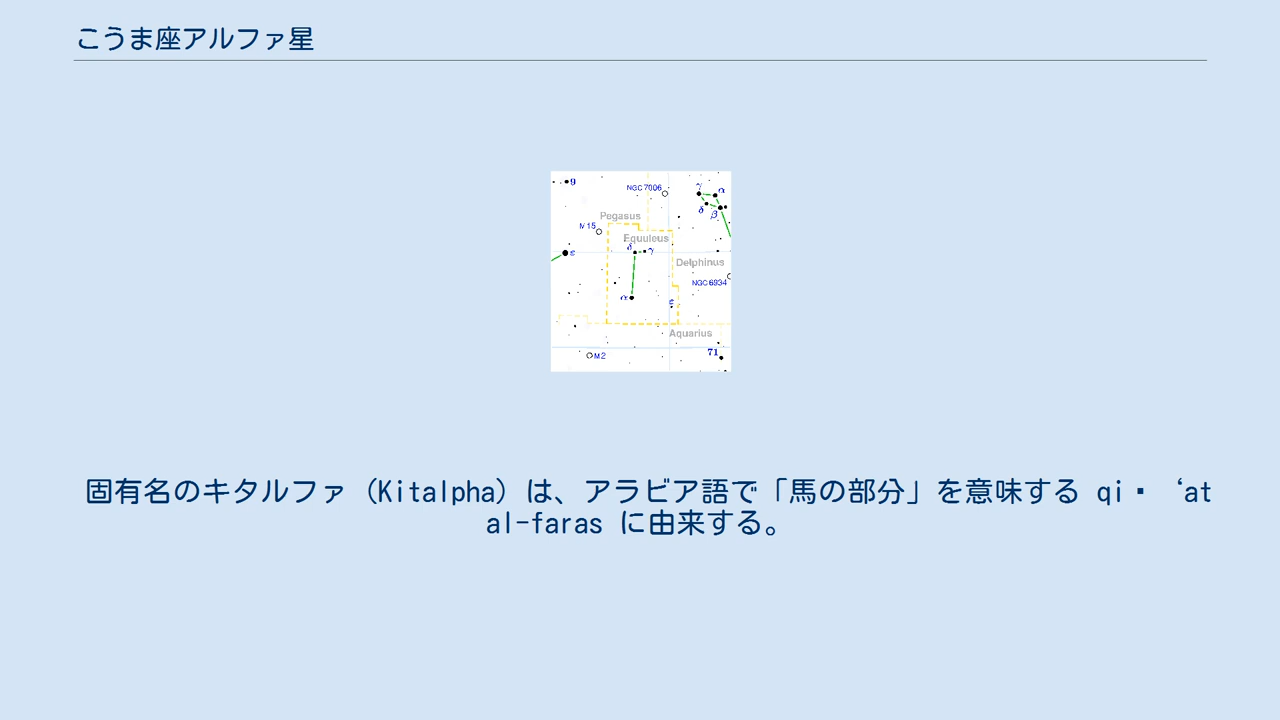 こうま座アルファ星
g
NGC 7006
γ
α
δ
β
Pegasus
M 15
Equuleus
δ
γ
ε
Delphinus
NGC 6934
α
ε
Aquarius
M 2
71
固有名のキタルファ（Kitalpha）は、アラビア語で「馬の部分」を意味する qi▪‘at
al-faras に由来する。